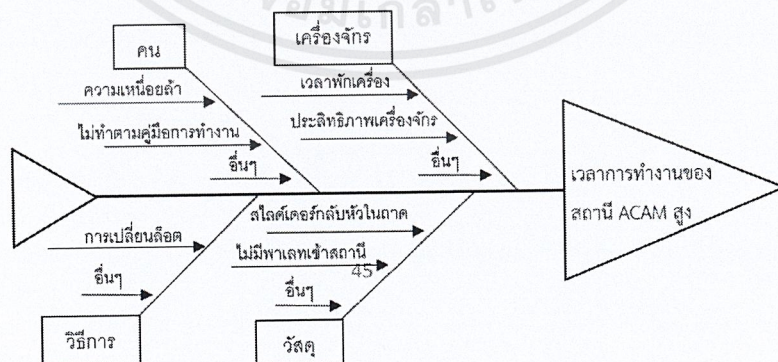 คน
เครื่องจักร
ความเหนื่อยล้า
เวลาพักเครื่อง
ไม่ทำตามคู่มือการทำงาน
ประสิทธิภาพเครื่องจักร
อื่นๆ
อื่นๆ
เวลาการทำงานของ
สถานี ACAM สูง
การเปลี่ยนล็อต
สไลด์เดอร์กลับหัวในถาด
ไม่มีพาเลทเข้าสถานี
45
อื่นๆ
อื่นๆ
วิธีการ
วัสดุ